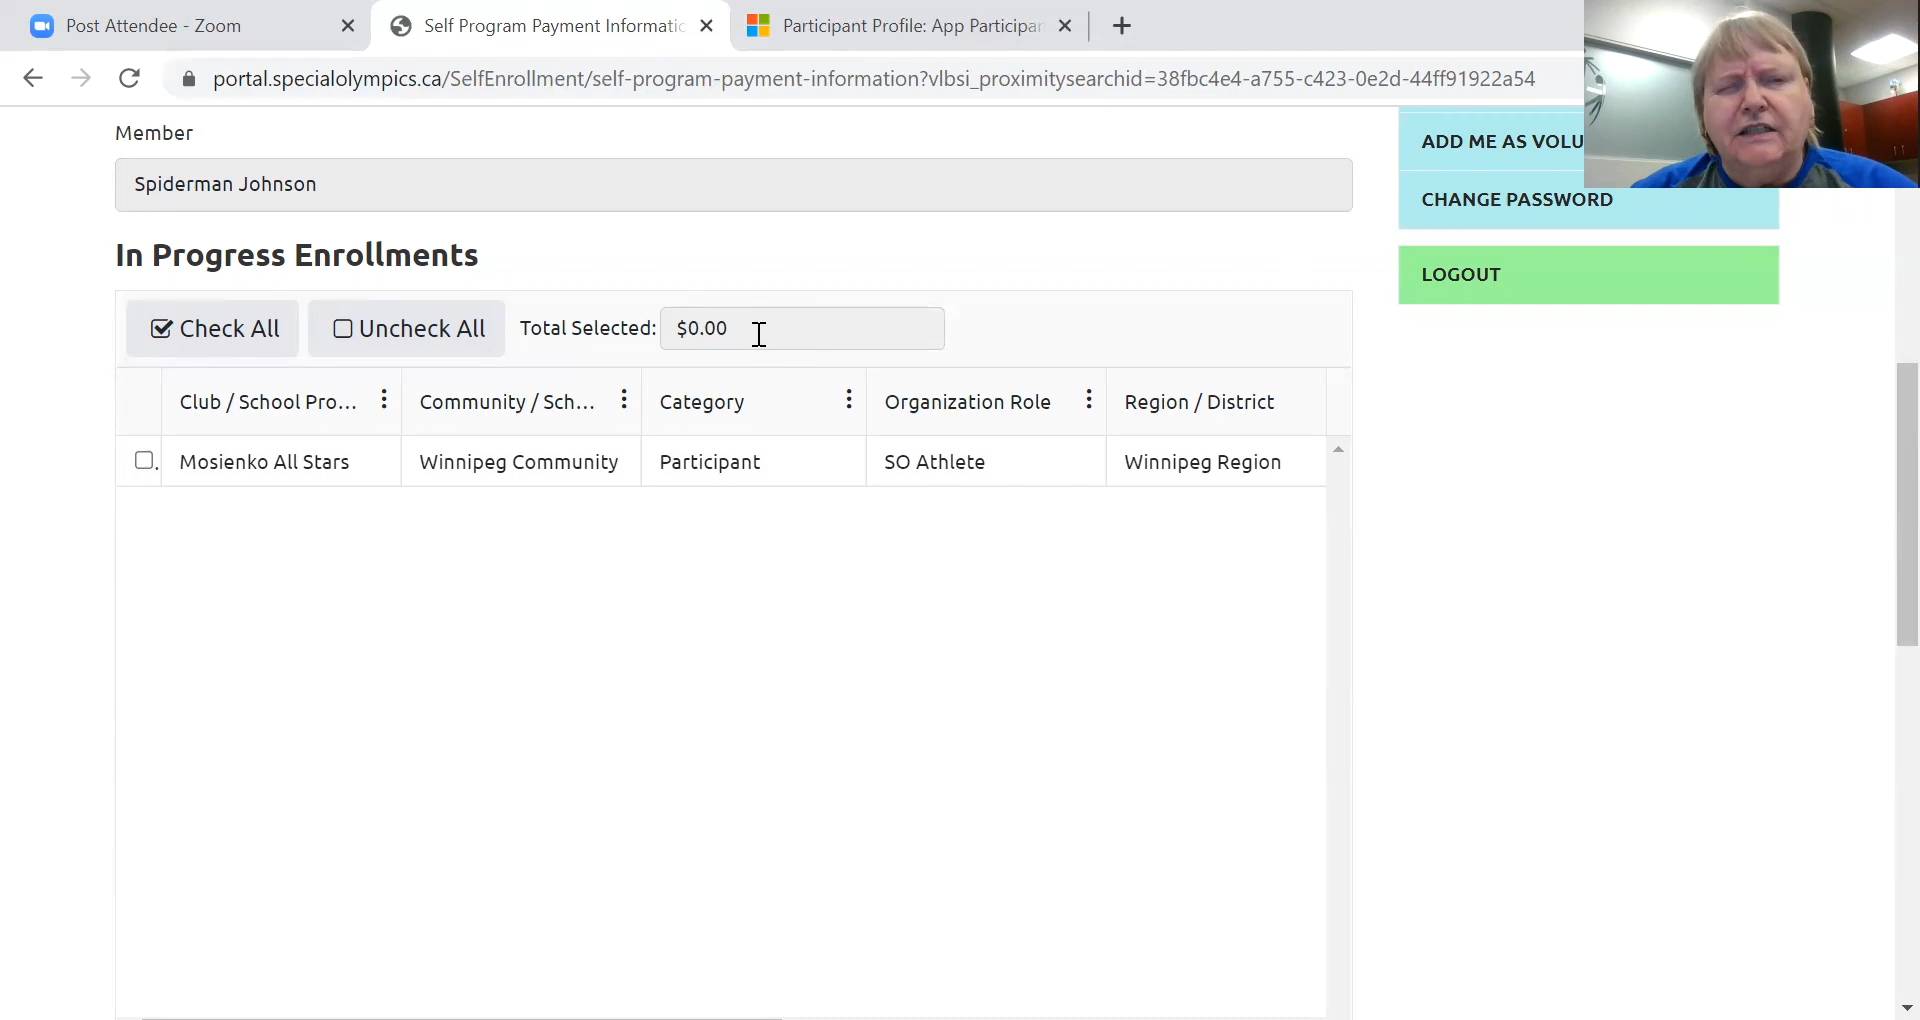 Post Attendee - Zoom
Self Program Payment Informatic
Participant Profile: App Participar
portal.specialolympics.ca/SelfEnrollment/self-program-payment-information?vlbsi_proximitysearchid=38fbc4e4-a755-c423-0e2d-44ff91922a54
Member
Spiderman Johnson
In Progress Enrollments
Check All
Uncheck All
Total Selected: $0.00
Club / School Pro...
Community / Sch...
Category
Organization Role
Region / District
Mosienko All Stars
Winnipeg Community
Participant
SO Athlete
Winnipeg Region
ADD ME AS VOLU
CHANGE PASSWORD
LOGOUT